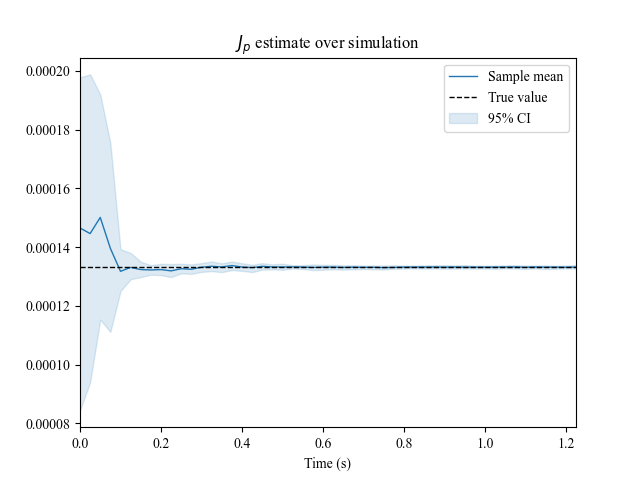 J_p estimate over simulation
Sample mean
True value
95% CI
0.00020
0.00018
0.00016
0.00014
0.00012
0.00010
0.00008
0.0 0.2 0.4 0.6 0.8 1.0 1.2
Time (s)